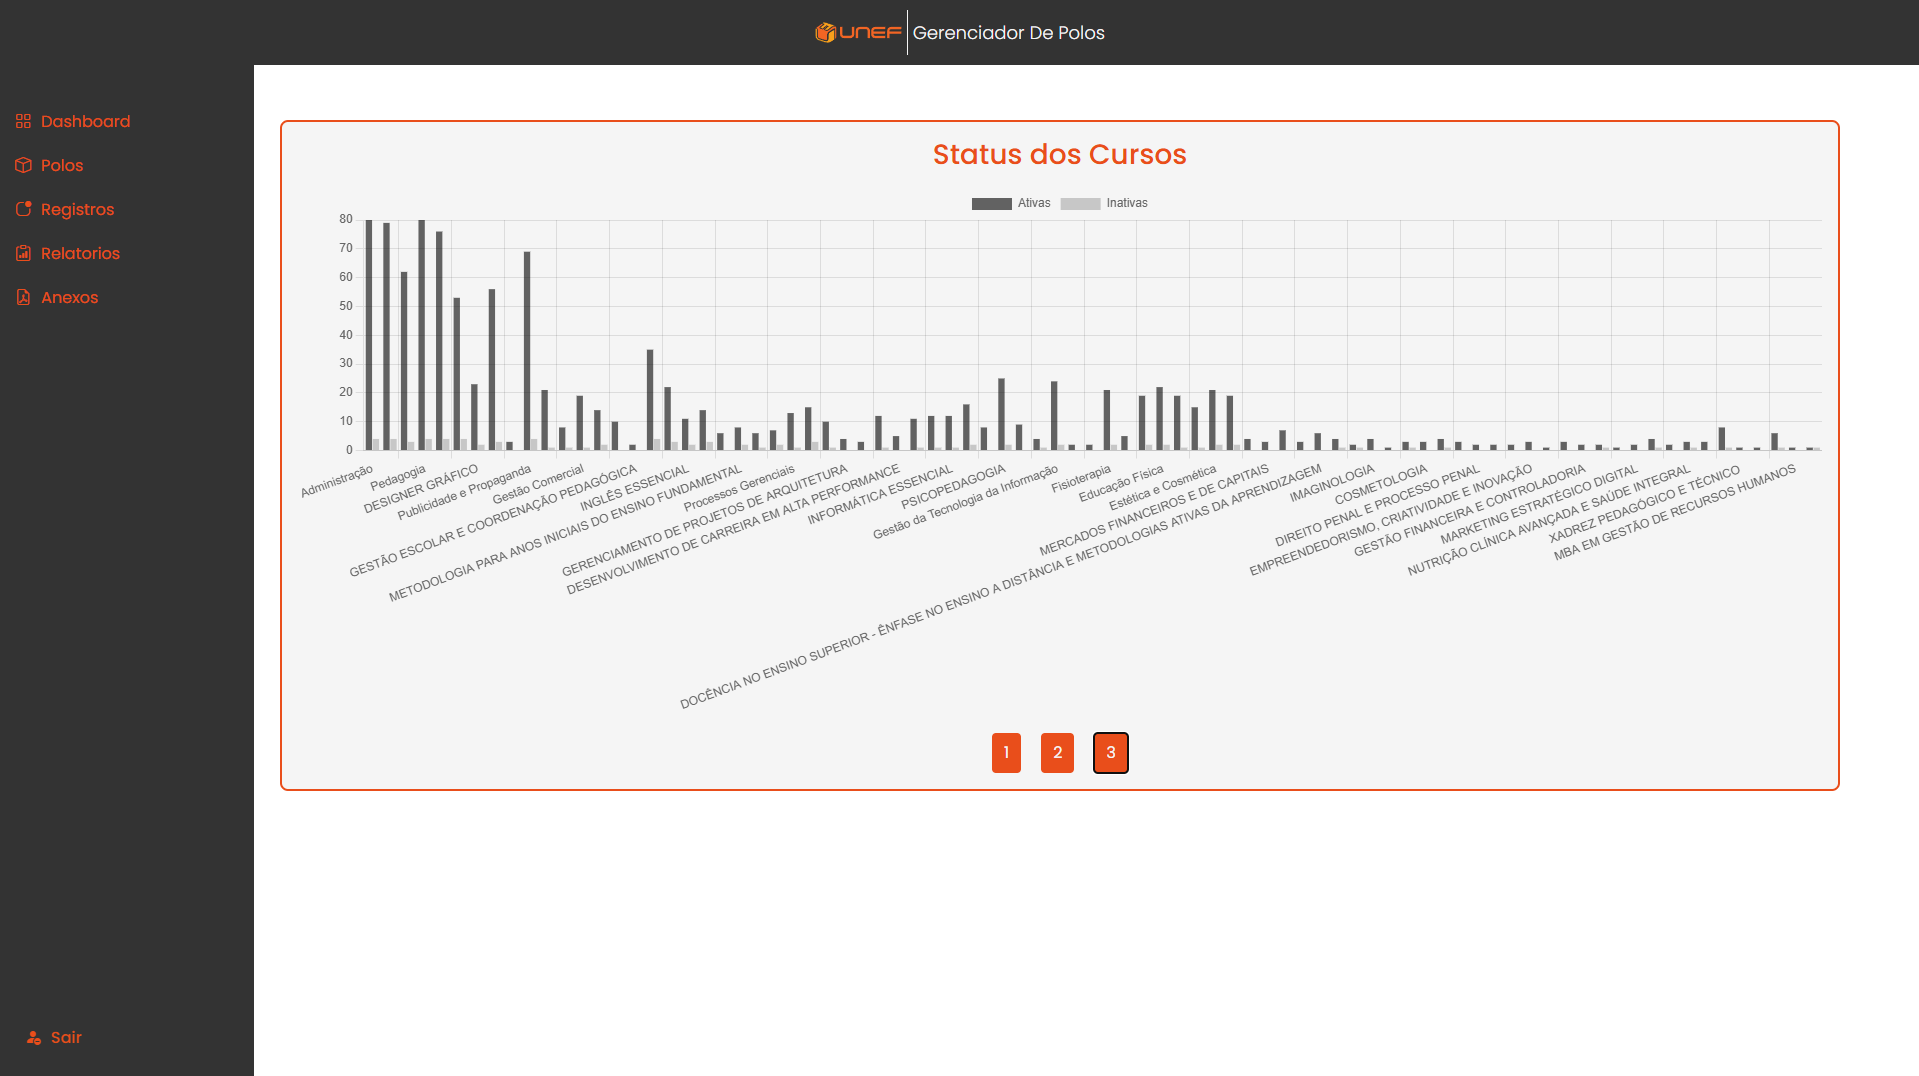 UNEF Gerenciador De Polos
Dashboard
Polos
Registros
Relatorios
Anexos
Sair
Status dos Cursos
Ativas Inativas
80
70
60
50
40
30
20
10
0
Administração
Pedagogia
DESIGNER GRÁFICO
Publicidade e Propaganda
Gestão Comercial
GESTÃO ESCOLAR E COORDENAÇÃO PEDAGÓGICA
INGLÊS ESSENCIAL
METODOLOGIA PARA ANOS INICIAIS DO ENSINO FUNDAMENTAL
Processos Gerenciais
GERENCIAMENTO DE PROJETOS DE ARQUITETURA
DESENVOLVIMENTO DE CARREIRA EM ALTA PERFORMANCE
INFORMÁTICA ESSENCIAL
PSICOPEDAGOGIA
Gestão da Tecnologia da Informação
Fisioterapia
Educação Física
Estética e Cosmética
MERCADOS FINANCEIROS E DE CAPITAIS
DOCÊNCIA NO ENSINO SUPERIOR - ÊNFASE NO ENSINO A DISTÂNCIA E METODOLOGIAS ATIVAS DA APRENDIZAGEM
IMAGINOLOGIA
COSMETOLOGIA
DIREITO PENAL E PROCESSO PENAL
EMPREENDEDORISMO, CRIATIVIDADE E INOVAÇÃO
GESTÃO FINANCEIRA E CONTROLADORIA
MARKETING ESTRATÉGICO DIGITAL
NUTRIÇÃO CLÍNICA AVANÇADA E SAÚDE INTEGRAL
XADREZ PEDAGÓGICO E TÉCNICO
MBA EM GESTÃO DE RECURSOS HUMANOS
1 2 3